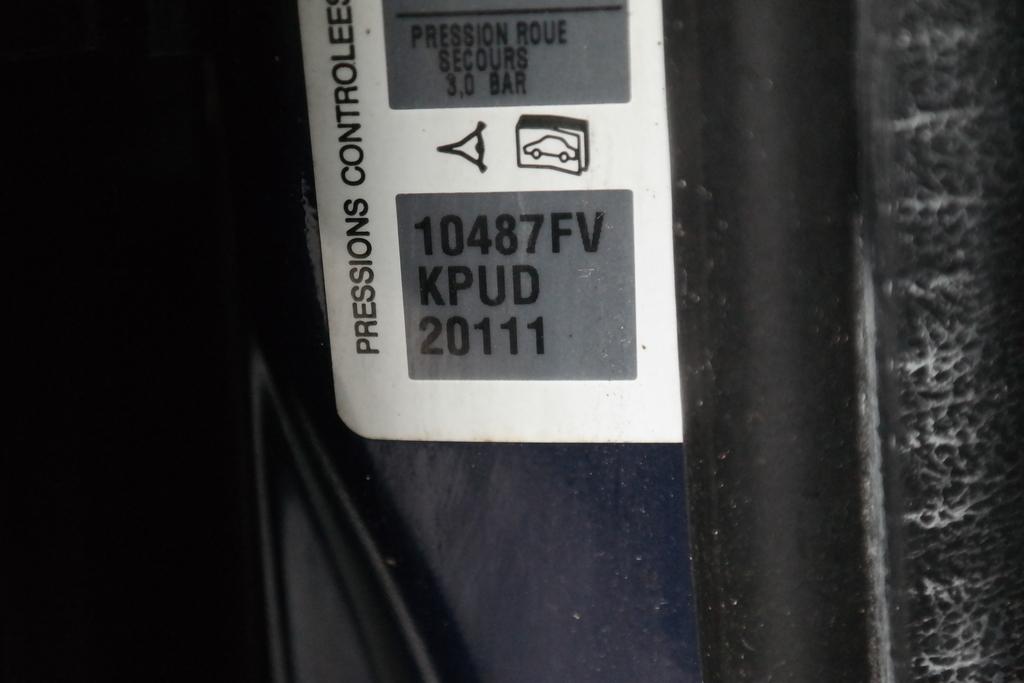 PRESSION ROUE
SECOURS
3,0 BAR
PRESSIONS CONTROLEES
10487FV
KPUD
20111